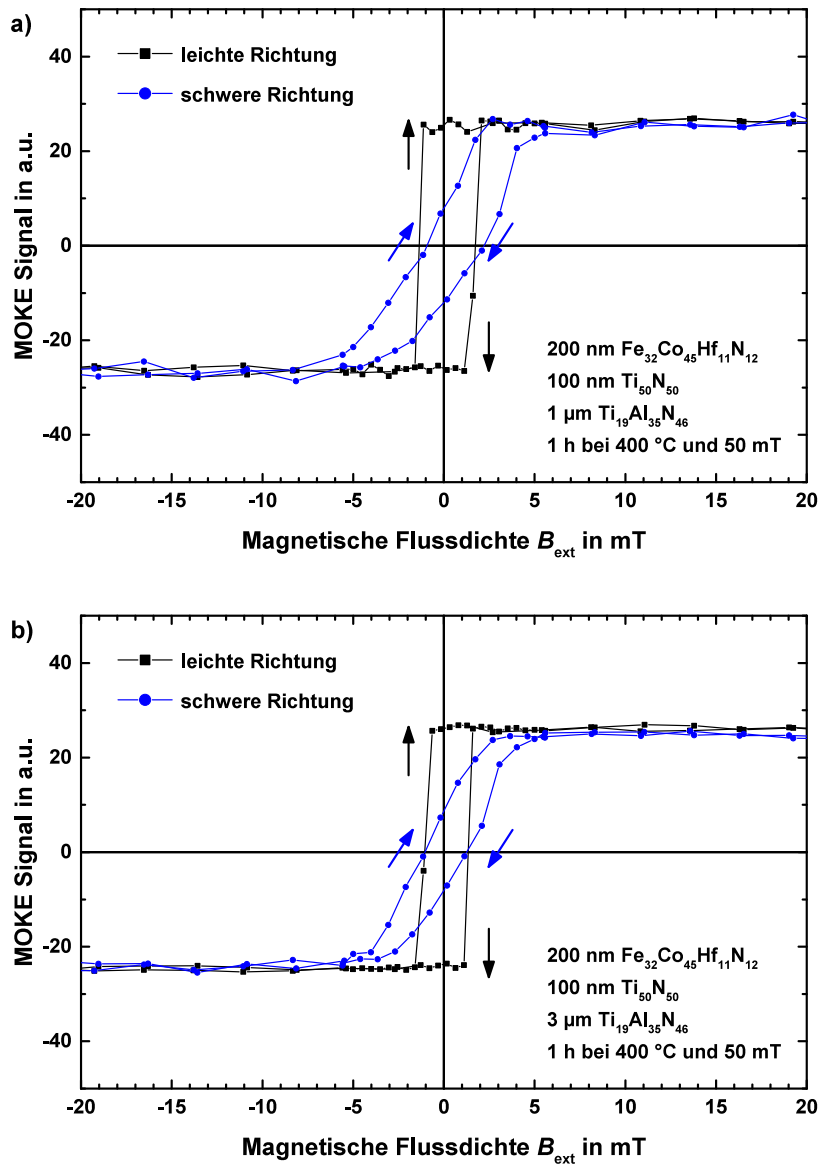 a)
40
20
0
-20
-40
MOKE Signal in a.u.
leichte Richtung
schwere Richtung
200 nm Fe₃₂Co₄₅Hf₁₁N₁₂
100 nm Ti₅₀N₅₀
1 µm Ti₁₉Al₃₅N₄₆
1 h bei 400 °C und 50 mT
-20 -15 -10 -5 0 5 10 15 20
Magnetische Flussdichte B_ext in mT
b)
40
20
0
-20
-40
MOKE Signal in a.u.
leichte Richtung
schwere Richtung
200 nm Fe₃₂Co₄₅Hf₁₁N₁₂
100 nm Ti₅₀N₅₀
3 µm Ti₁₉Al₃₅N₄₆
1 h bei 400 °C und 50 mT
-20 -15 -10 -5 0 5 10 15 20
Magnetische Flussdichte B_ext in mT